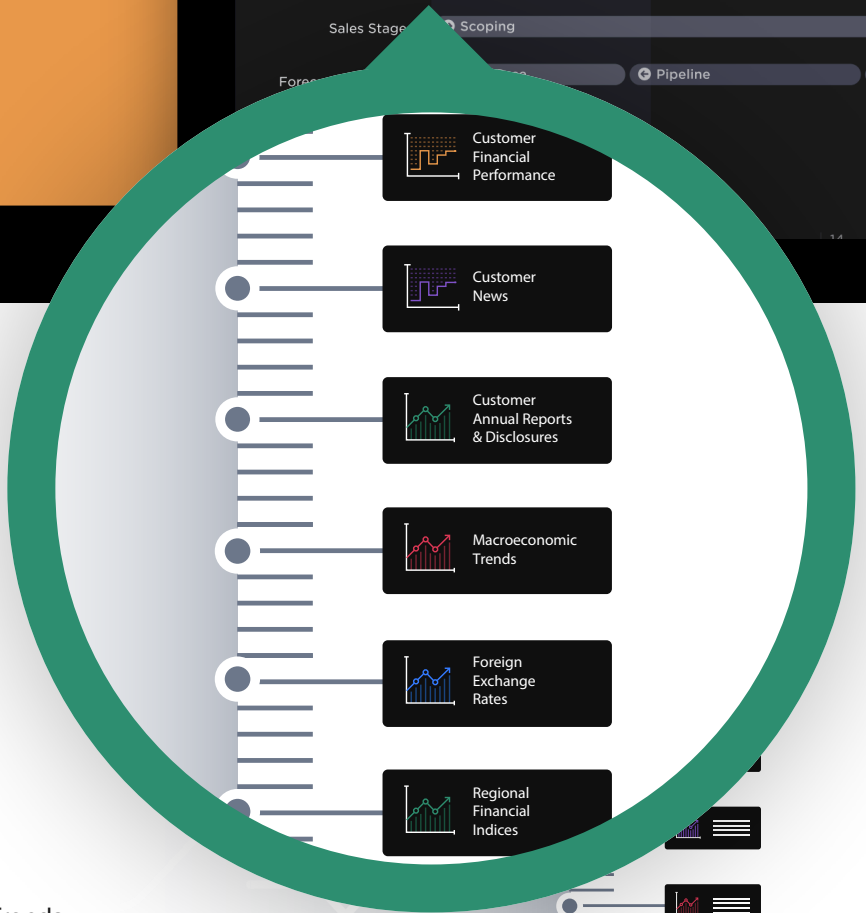 Sales Stage
Scoping
Pipeline
14
Customer
Financial
Performance
Customer
News
Customer
Annual Reports
& Disclosures
Macroeconomic
Trends
Foreign
Exchange
Rates
Regional
Financial
Indices